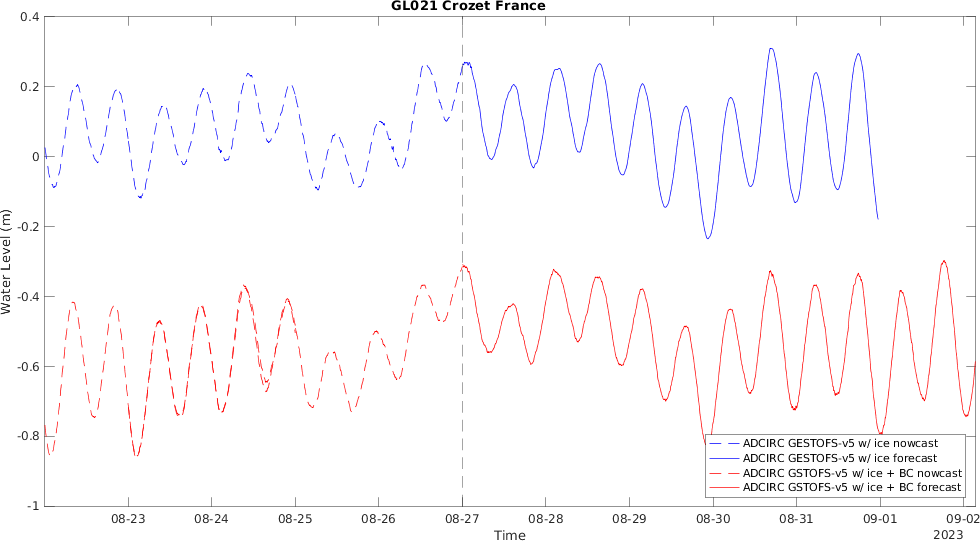 GL021 Crozet France
0.4
0.2
0
-0.2
-0.4
-0.6
-0.8
-1
Water Level (m)
ADCIRC GESTOFS-v5 w/ ice nowcast
ADCIRC GESTOFS-v5 w/ ice forecast
ADCIRC GSTOFS-v5 w/ ice + BC nowcast
ADCIRC GSTOFS-v5 w/ ice + BC forecast
08-23 08-24 08-25 08-26 08-27 08-28 08-29 08-30 08-31 09-01 09-02
Time
2023